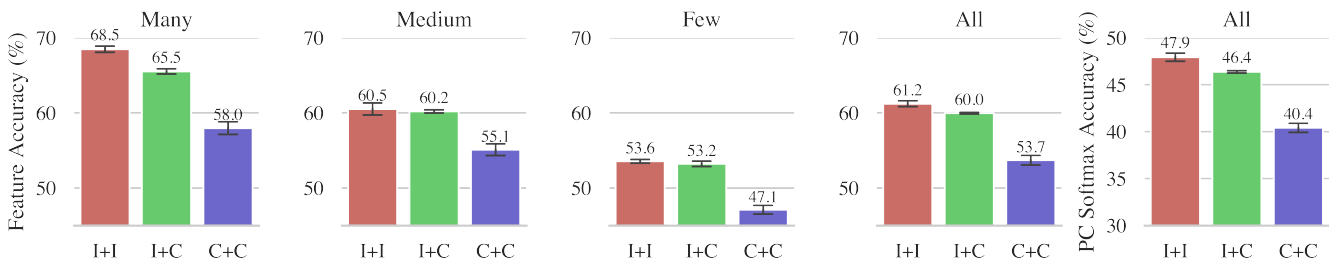 Many
Feature Accuracy (%)
70
60
50
68.5
65.5
58.0
I+I I+C C+C
Medium
70
60
50
60.5
60.2
55.1
I+I I+C C+C
Few
70
60
50
53.6
53.2
47.1
I+I I+C C+C
All
70
60
50
61.2
60.0
53.7
I+I I+C C+C
All
PC Softmax Accuracy (%)
50
45
40
35
30
47.9
46.4
40.4
I+I I+C C+C